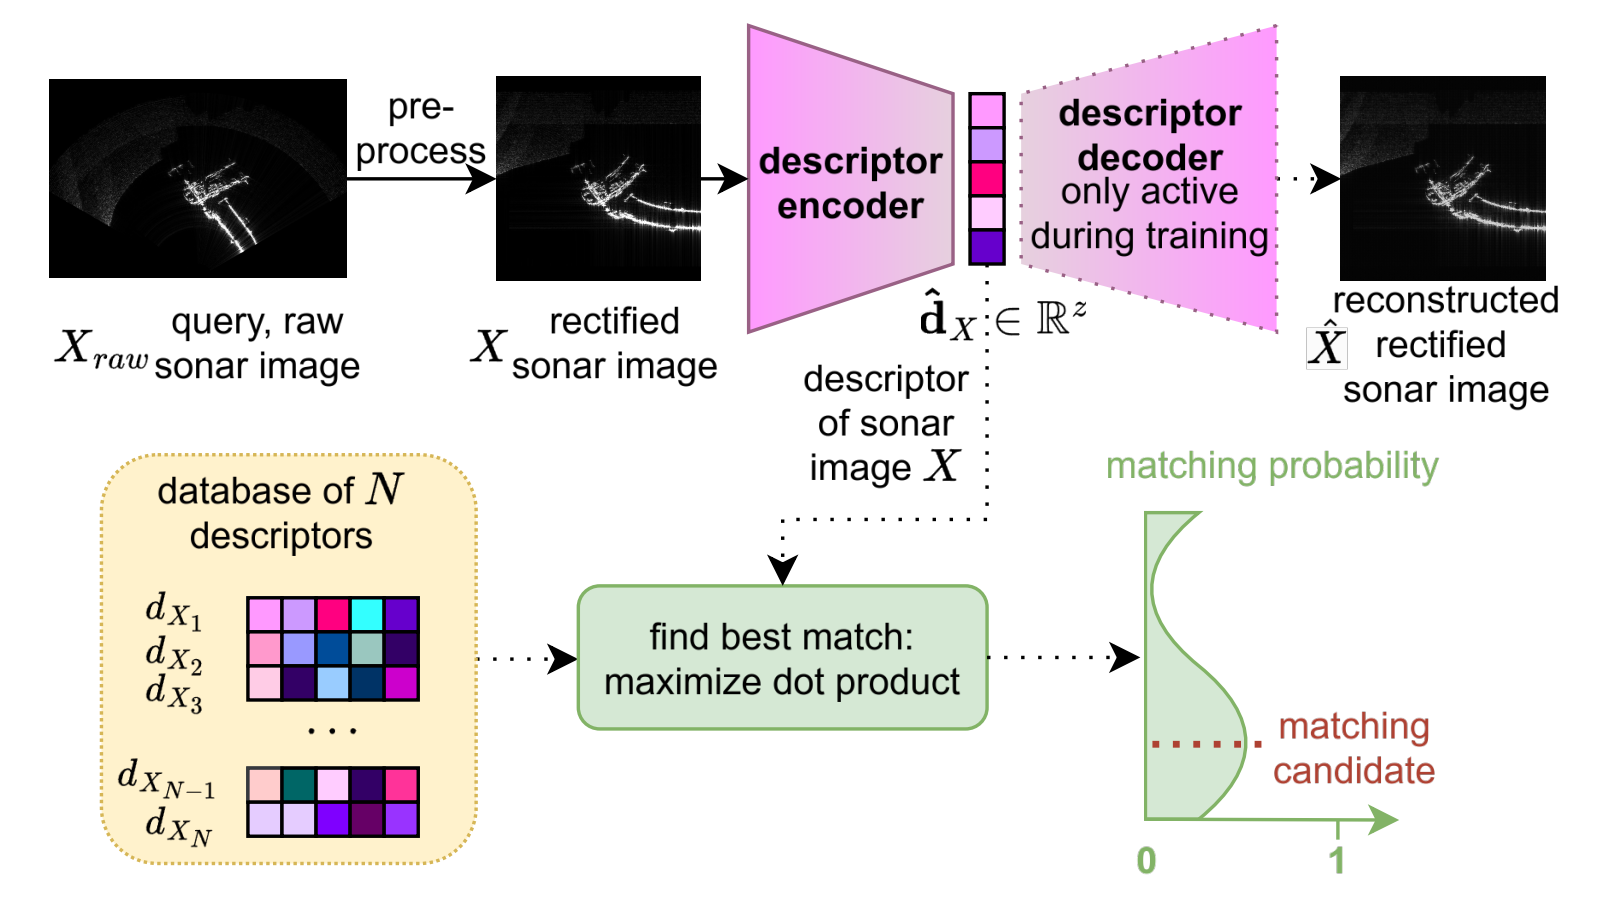 pre-
process
descriptor
encoder
descriptor
decoder
only active
during training
$X_{raw}$ query, raw
sonar image
$X$ rectified
sonar image
$\hat{\mathbf{d}}_X \in \mathbb{R}^z$
reconstructed
$\hat{X}$ rectified
sonar image
descriptor
of sonar
image $X$
database of $N$
descriptors
$d_{X_1}$
$d_{X_2}$
$d_{X_3}$
...
$d_{X_{N-1}}$
$d_{X_N}$
find best match:
maximize dot product
matching probability
matching
candidate
0
1